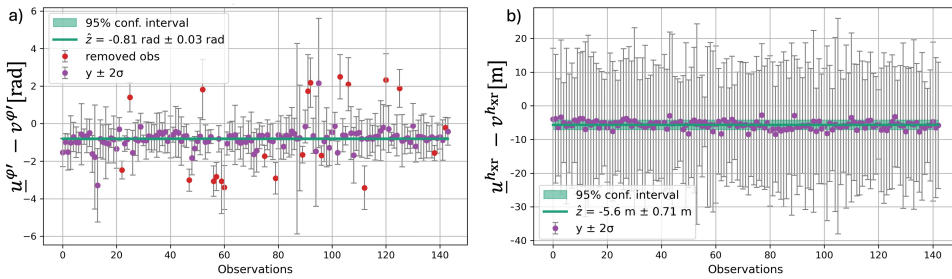 a)
6
4
2
0
−2
−4
−6
u^φ′ − v^φ′ [rad]
95% conf. interval
ẑ = -0.81 rad ± 0.03 rad
removed obs
y ± 2σ
0 20 40 60 80 100 120 140
Observations
b)
20
10
0
−10
−20
−30
−40
u^hxr − v^hxr [m]
95% conf. interval
ẑ = -5.6 m ± 0.71 m
y ± 2σ
0 20 40 60 80 100 120 140
Observations